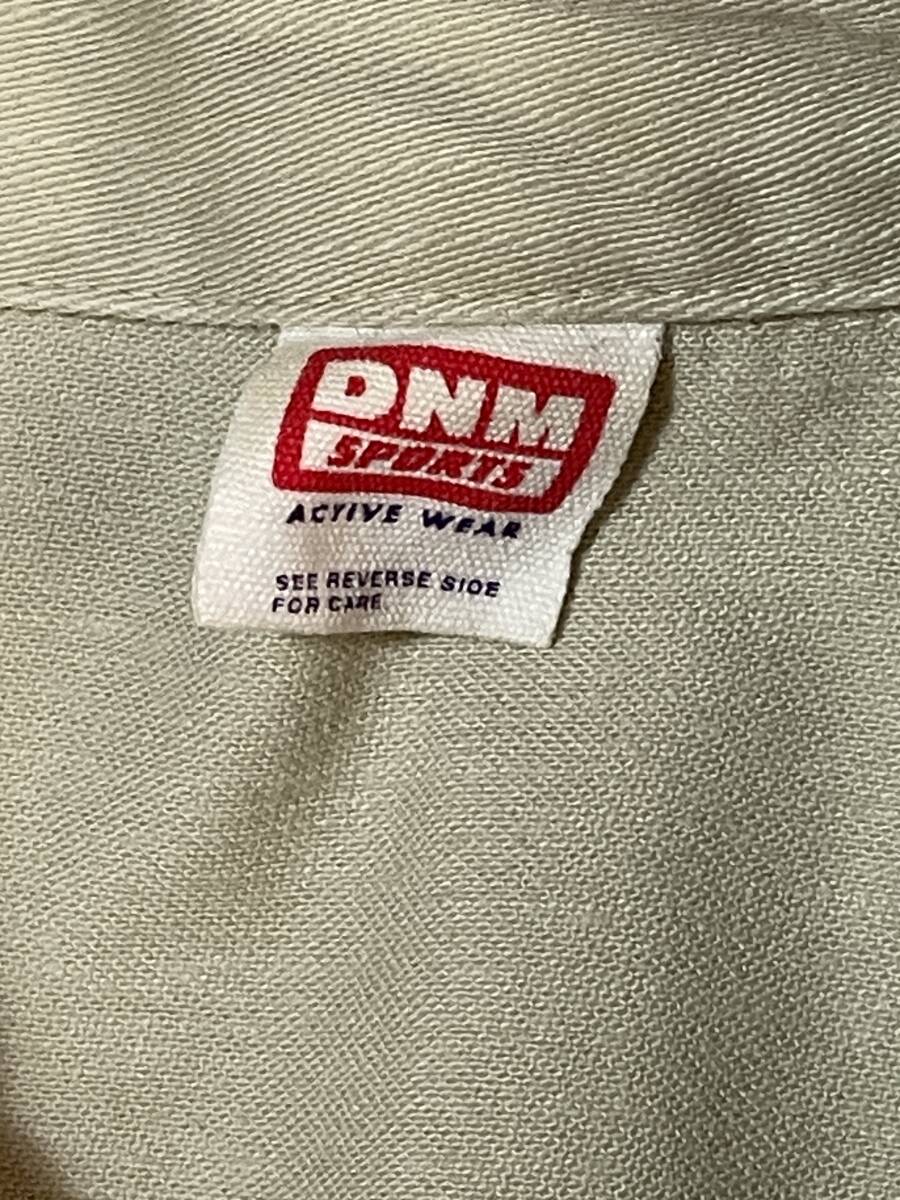 DNM
SPORTS
ACTIVE WEAR
SEE REVERSE SIDE
FOR CARE